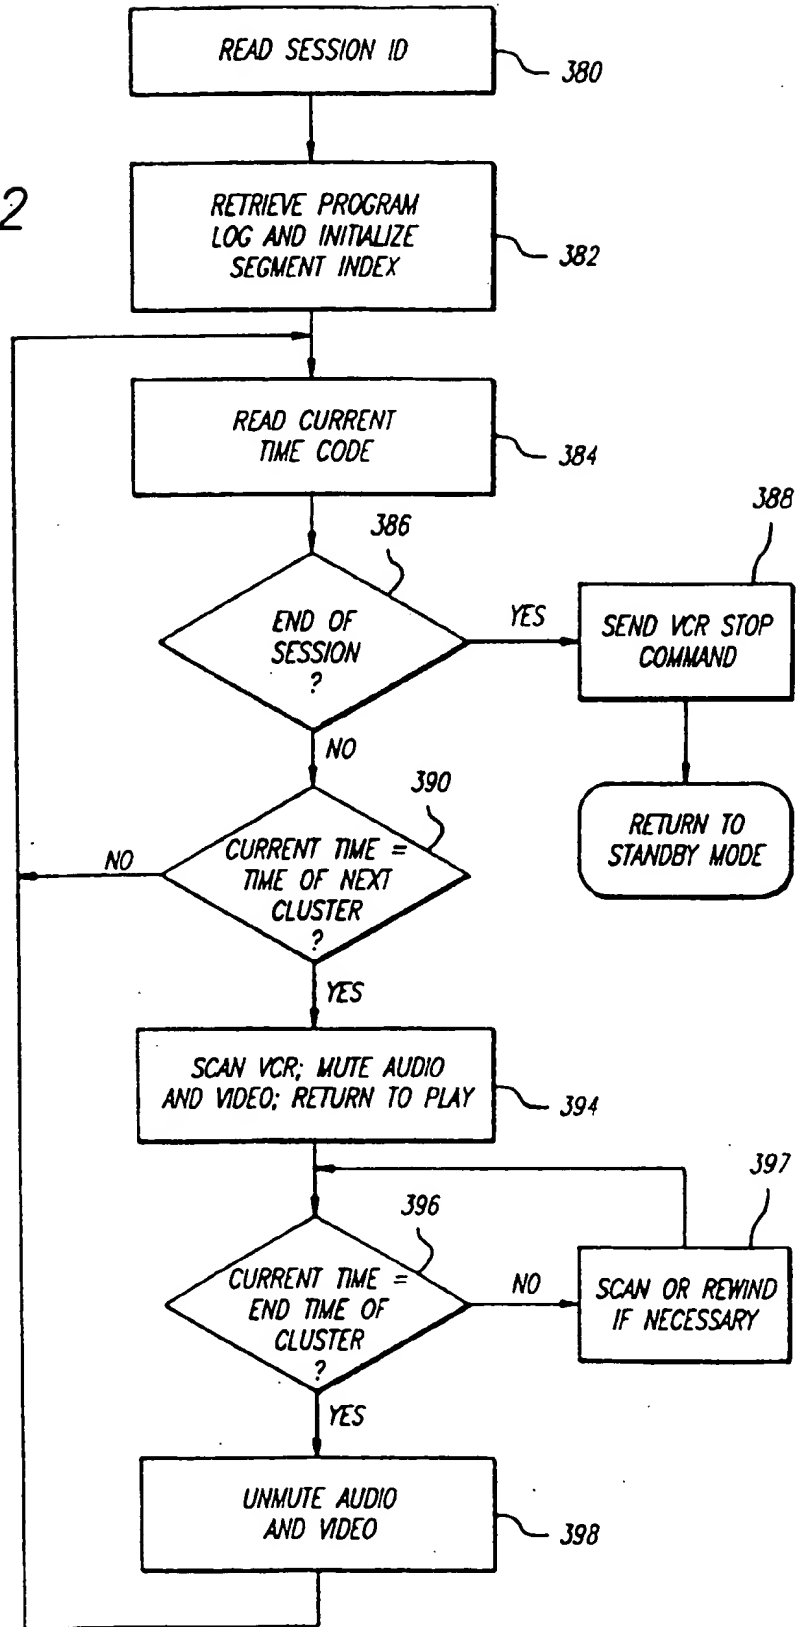 READ SESSION ID
380
2
RETRIEVE PROGRAM
LOG AND INITIALIZE
SEGMENT INDEX
382
READ CURRENT
TIME CODE
384
386
388
END OF
SESSION
?
YES
SEND VCR STOP
COMMAND
NO
390
RETURN TO
STANDBY MODE
CURRENT TIME =
TIME OF NEXT
CLUSTER
?
NO
YES
SCAN VCR; MUTE AUDIO
AND VIDEO; RETURN TO PLAY
394
396
397
CURRENT TIME =
END TIME OF
CLUSTER
?
NO
SCAN OR REWIND
IF NECESSARY
YES
UNMUTE AUDIO
AND VIDEO
398